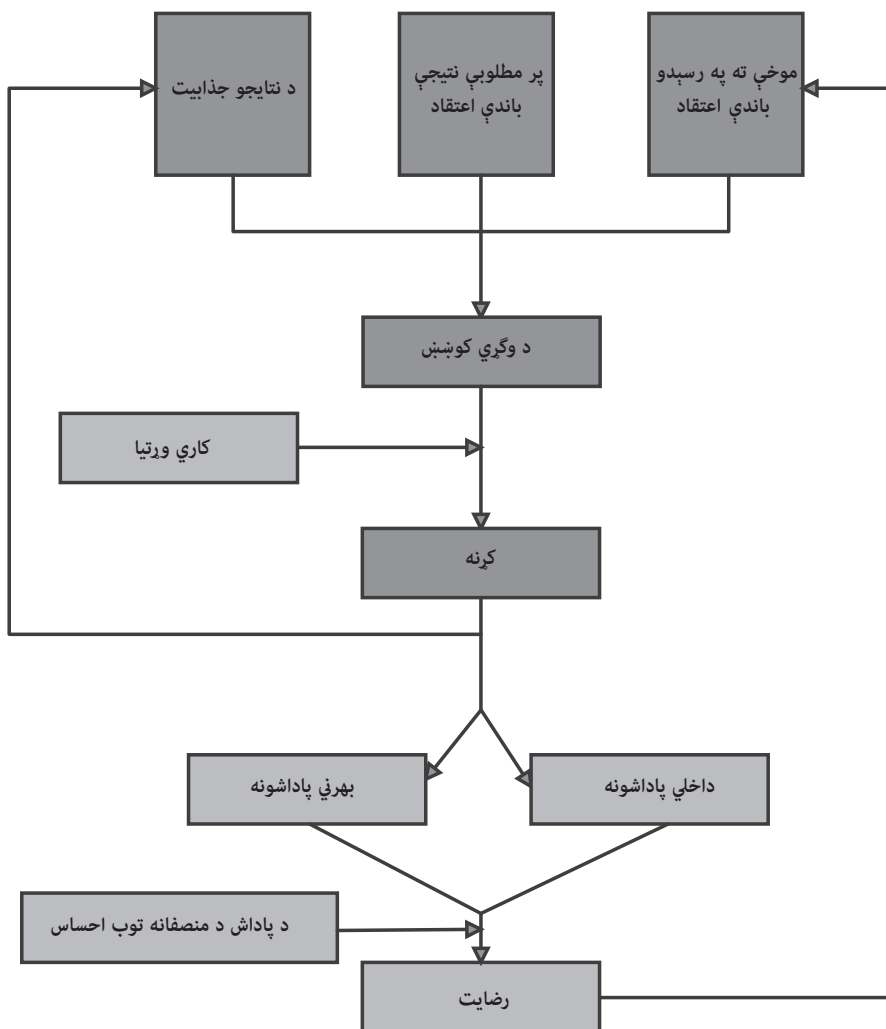 موخې ته په رسېدو
باندې اعتقاد
پر مطلوبې نتيجې
باندې اعتقاد
د نتايجو جذابيت
د وګړي کوښښ
کاري وړتيا
کړنه
داخلي پاداشونه
بهرني پاداشونه
د پاداش د منصفانه توب احساس
رضايت